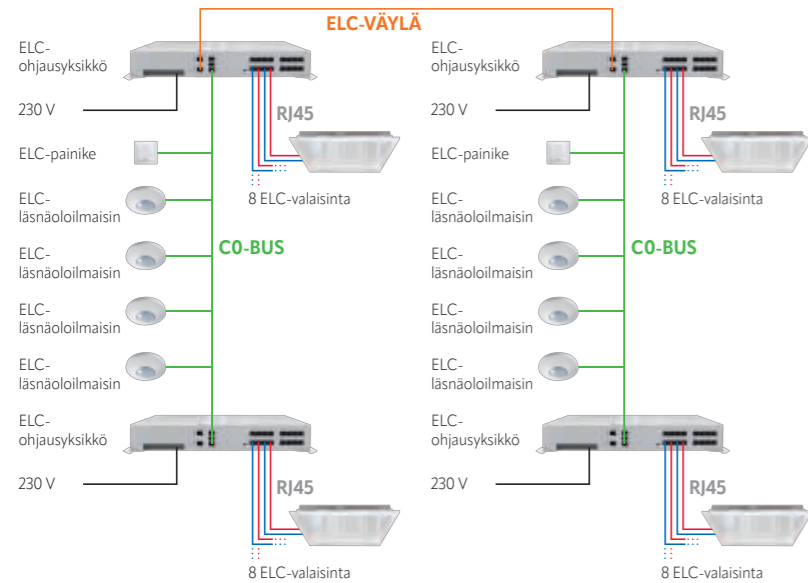 ELC-VÄYLÄ
ELC-
ohjausyksikkö
230 V
RJ45
ELC-painike
8 ELC-valaisinta
ELC-
läsnäoloilmaisin
C0-BUS
ELC-
läsnäoloilmaisin
ELC-
läsnäoloilmaisin
ELC-
läsnäoloilmaisin
ELC-
ohjausyksikkö
230 V
RJ45
8 ELC-valaisinta
ELC-
ohjausyksikkö
230 V
RJ45
ELC-painike
8 ELC-valaisinta
ELC-
läsnäoloilmaisin
C0-BUS
ELC-
läsnäoloilmaisin
ELC-
läsnäoloilmaisin
ELC-
läsnäoloilmaisin
ELC-
ohjausyksikkö
230 V
RJ45
8 ELC-valaisinta